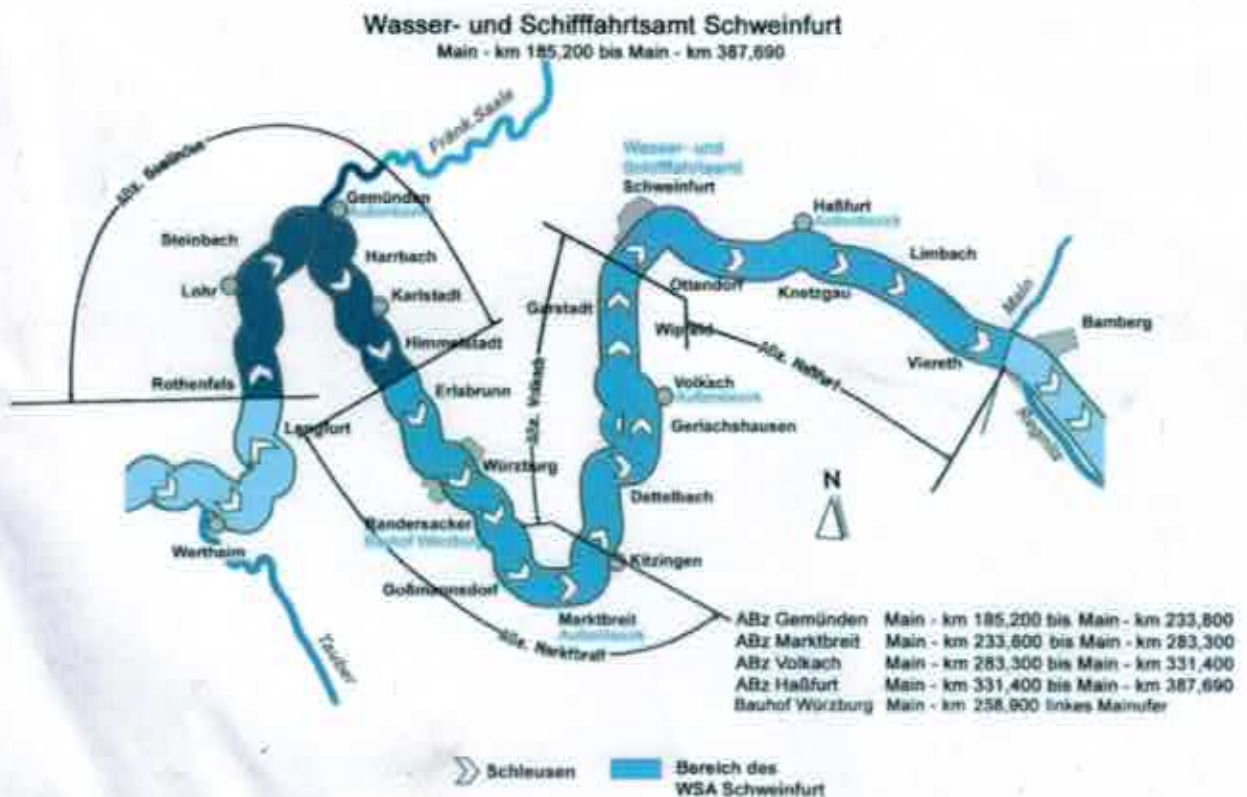 Wasser- und Schifffahrtsamt Schweinfurt
Main - km 185,200 bis Main - km 387,690
Fränk.Saale
ABz.
Gemünden
Außenbezirk
Steinbach
Harrbach
Lohr
Karlstadt
Himmelstadt
Rothenfels
Erlabrunn
Lengfurt
Würzburg
Randersacker
Bauhof Würzburg
Wertheim
Goßmannsdorf
Marktbreit
Außenbezirk
ABz. Marktbreit
Tauber
Wasser- und
Schifffahrtsamt
Schweinfurt
Haßfurt
Außenbezirk
Limbach
Ottendorf
Knetzgau
Garstadt
Wipfeld
Main
Bamberg
Viereth
ABz. Haßfurt
ABz. Volkach
Volkach
Außenbezirk
Gerlachshausen
Regnitz
Dettelbach
N
Kitzingen
ABz Gemünden Main - km 185,200 bis Main - km 233,800
ABz Marktbreit Main - km 233,800 bis Main - km 283,300
ABz Volkach Main - km 283,300 bis Main - km 331,400
ABz Haßfurt Main - km 331,400 bis Main - km 387,690
Bauhof Würzburg Main - km 258,900 linkes Mainufer
Schleusen
Bereich des
WSA Schweinfurt